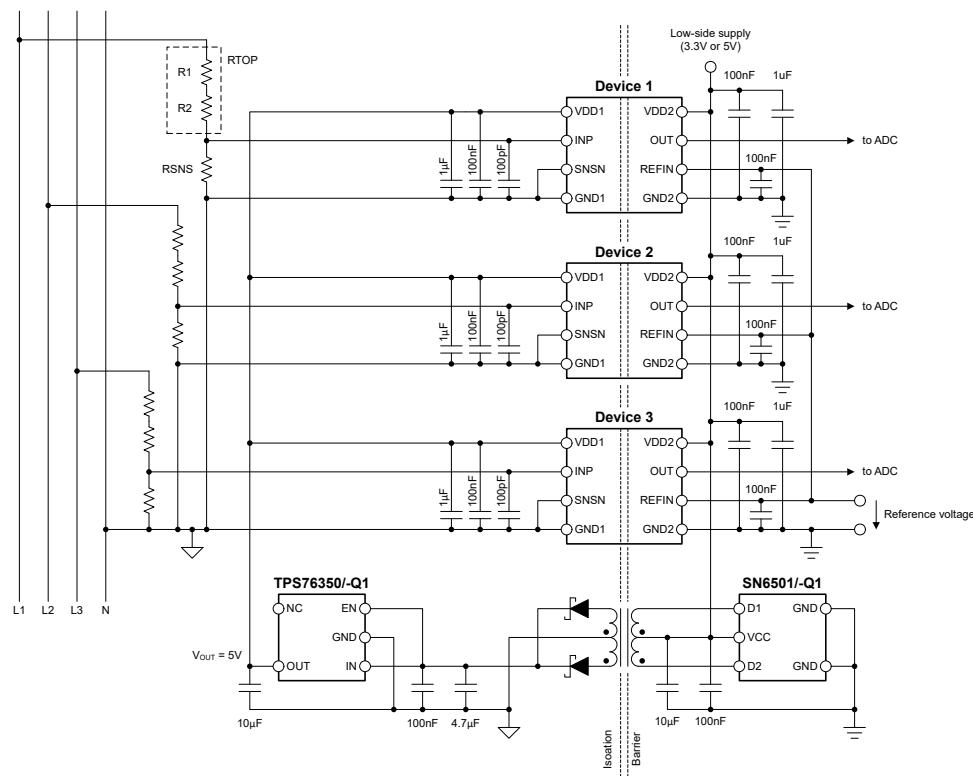 Low-side supply
(3.3V or 5V)
RTOP
R1
R2
RSNS
100nF
1uF
Device 1
VDD1
VDD2
INP
OUT
to ADC
SNSN
REFIN
100nF
GND1
GND2
1µF
100nF
100pF
100nF
1uF
Device 2
VDD1
VDD2
INP
OUT
to ADC
SNSN
REFIN
100nF
GND1
GND2
1µF
100nF
100pF
100nF
1uF
Device 3
VDD1
VDD2
INP
OUT
to ADC
SNSN
REFIN
100nF
GND1
GND2
1µF
100nF
100pF
Reference voltage
L1
L2
L3
N
TPS76350/-Q1
NC
EN
GND
OUT
IN
VOUT = 5V
10µF
100nF
4.7µF
SN6501/-Q1
D1
GND
VCC
D2
GND
10µF
100nF
Isoation
Barrier